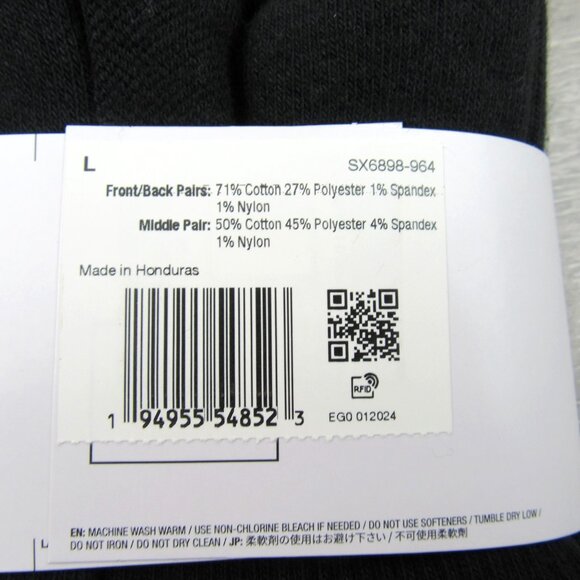 L SX6898-964
Front/Back Pairs: 71% Cotton 27% Polyester 1% Spandex
1% Nylon
Middle Pair: 50% Cotton 45% Polyester 4% Spandex
1% Nylon
Made in Honduras
RFID
1 94955 54852 3
EG0 012024
EN: MACHINE WASH WARM / USE NON-CHLORINE BLEACH IF NEEDED / DO NOT USE SOFTENERS / TUMBLE DRY LOW /
DO NOT IRON / DO NOT DRY CLEAN / JP: 柔軟剤の使用はお避け下さい / 不可使用柔軟劑